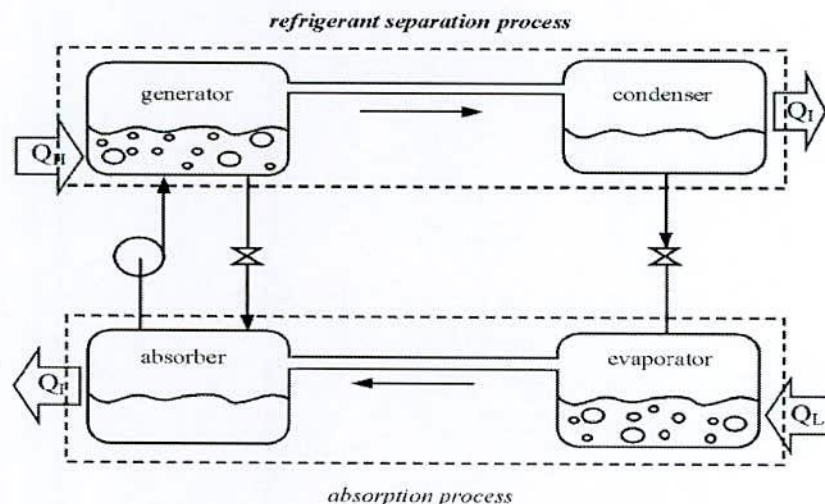 refrigerant separation process
generator
condenser
Q_H
Q_I
absorber
evaporator
Q_I
Q_L
absorption process